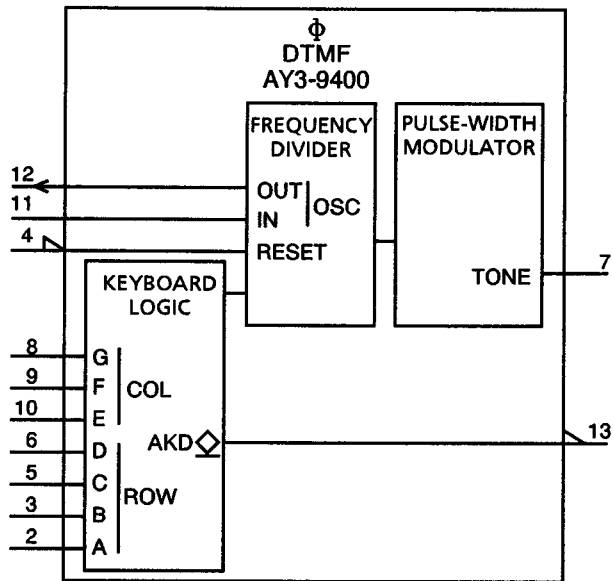 Φ
DTMF
AY3-9400
FREQUENCY
DIVIDER
PULSE-WIDTH
MODULATOR
12
OUT
11
IN
OSC
4
RESET
7
TONE
KEYBOARD
LOGIC
8
G
9
F
COL
10
E
6
D
AKD
13
5
C
ROW
3
B
2
A